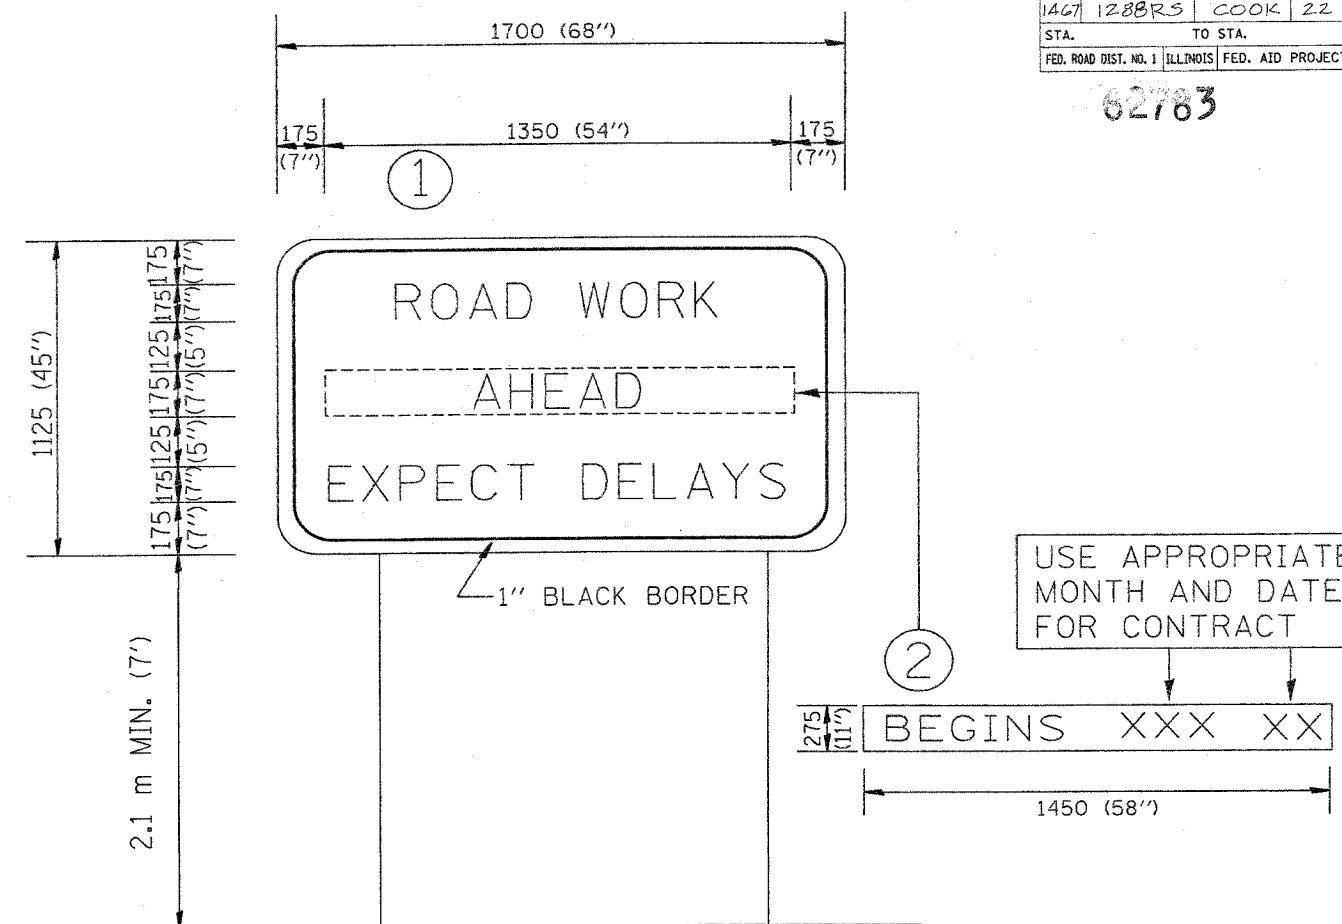 1467 1288RS COOK 22
STA. TO STA.
FED. ROAD DIST. NO. 1 ILLINOIS FED. AID PROJECT
62783
1700 (68")
175 (7")
1350 (54")
175 (7")
1
1125 (45")
175 (7")
175 (7")
125 (5")
175 (7")
125 (5")
175 (7")
175 (7")
ROAD WORK
AHEAD
EXPECT DELAYS
1" BLACK BORDER
2.1 m MIN. (7')
USE APPROPRIATE
MONTH AND DATE
FOR CONTRACT
2
275 (11")
BEGINS XXX XX
1450 (58")